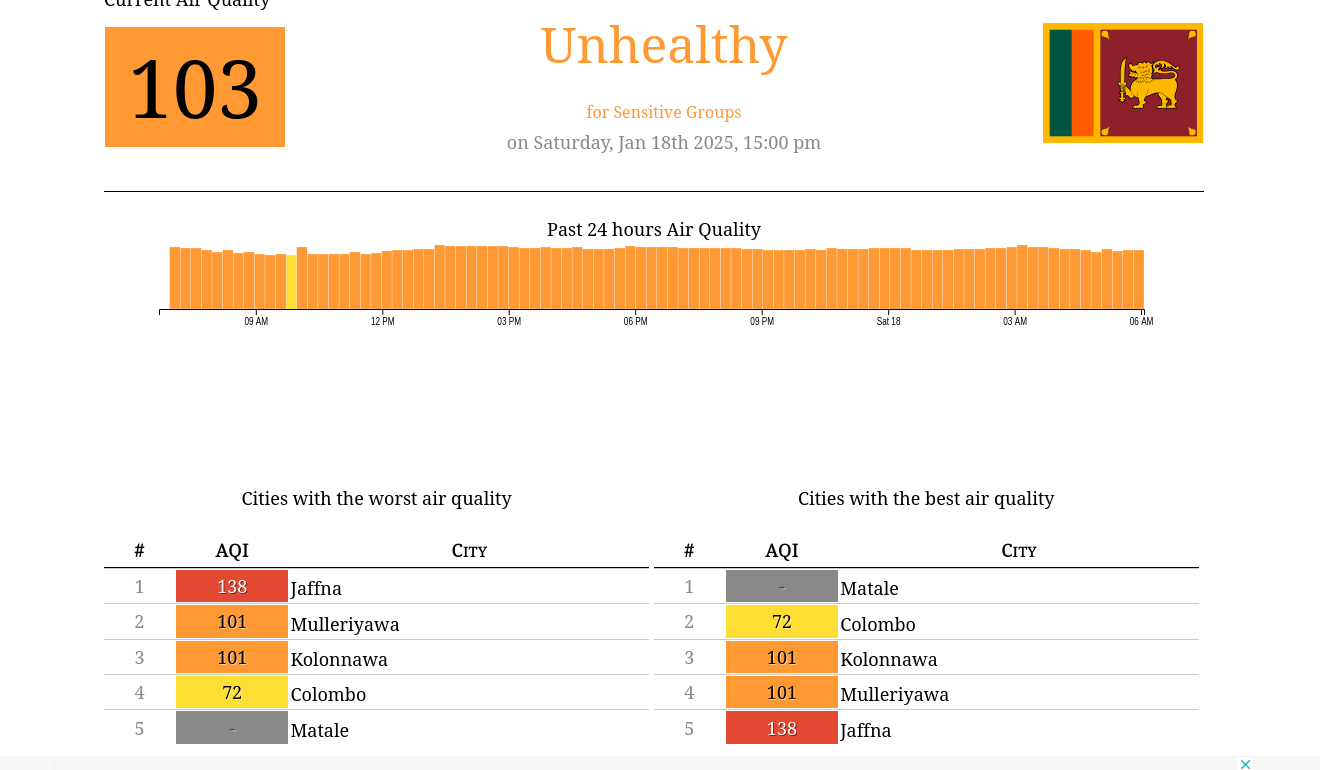 Current Air Quality
103
Unhealthy
for Sensitive Groups
on Saturday, Jan 18th 2025, 15:00 pm
Past 24 hours Air Quality
09 AM 12 PM 03 PM 06 PM 09 PM Sat 18 03 AM 06 AM
Cities with the worst air quality
# AQI City
1 138 Jaffna
2 101 Mulleriyawa
3 101 Kolonnawa
4 72 Colombo
5 - Matale
Cities with the best air quality
# AQI City
1 - Matale
2 72 Colombo
3 101 Kolonnawa
4 101 Mulleriyawa
5 138 Jaffna